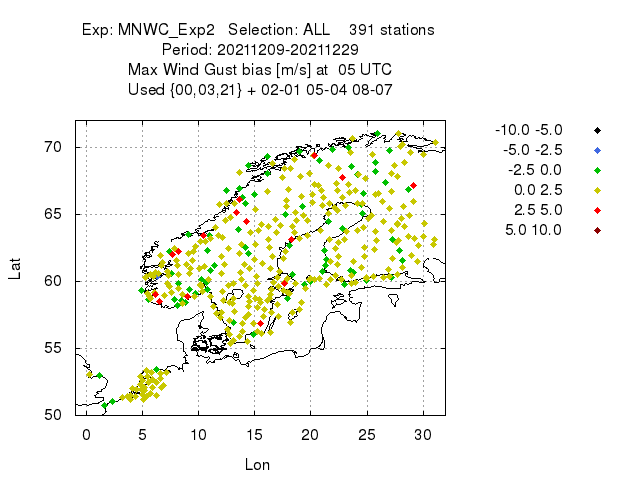 Exp: MNWC_Exp2 Selection: ALL 391 stations
Period: 20211209-20211229
Max Wind Gust bias [m/s] at 05 UTC
Used {00,03,21} + 02-01 05-04 08-07
-10.0 -5.0
-5.0 -2.5
-2.5 0.0
0.0 2.5
2.5 5.0
5.0 10.0
70
65
60
55
50
Lat
0 5 10 15 20 25 30
Lon